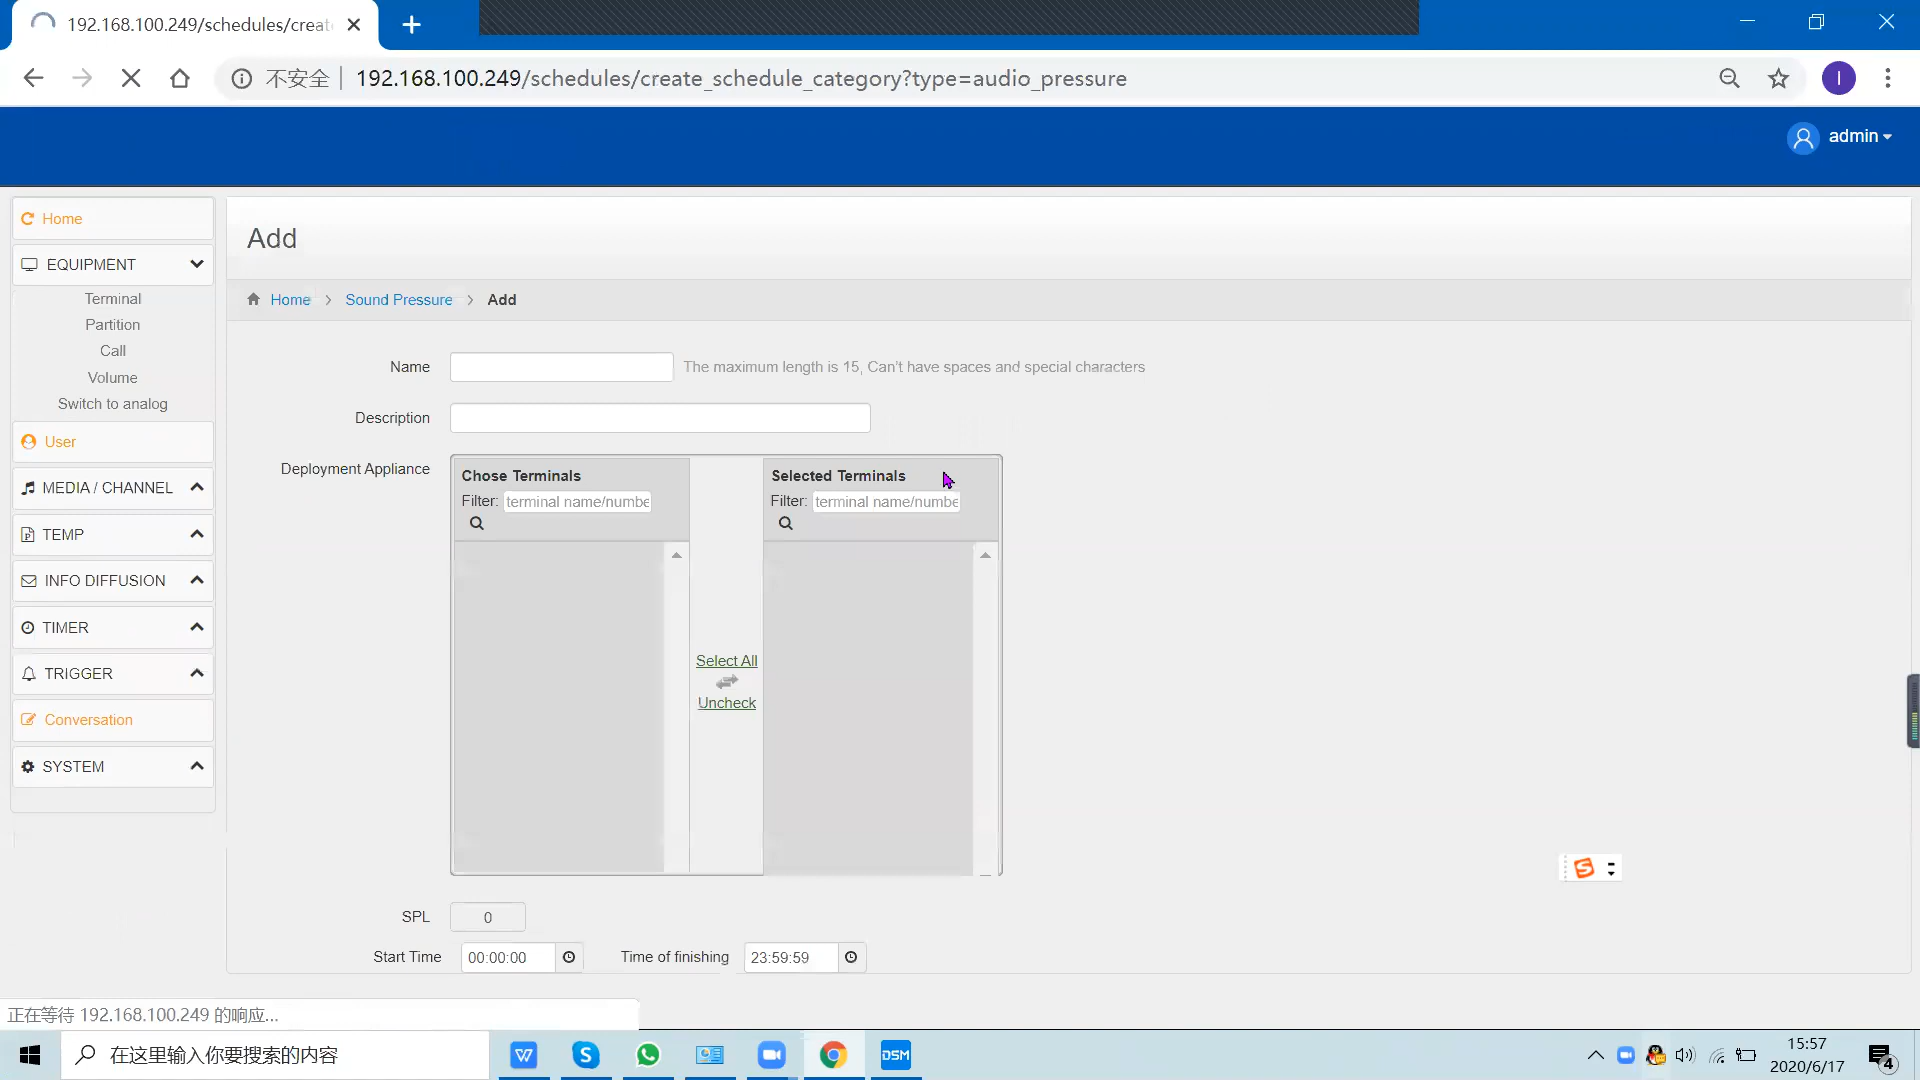 192.168.100.249/schedules/creat
不安全 192.168.100.249/schedules/create_schedule_category?type=audio_pressure
I
admin
Home
EQUIPMENT
Terminal
Partition
Call
Volume
Switch to analog
User
MEDIA / CHANNEL
TEMP
INFO DIFFUSION
TIMER
TRIGGER
Conversation
SYSTEM
Add
Home > Sound Pressure > Add
Name The maximum length is 15, Can't have spaces and special characters
Description
Deployment Appliance
Chose Terminals
Filter: terminal name/numbe
Selected Terminals
Filter: terminal name/numbe
Select All
Uncheck
SPL 0
Start Time 00:00:00 Time of finishing 23:59:59
正在等待 192.168.100.249 的响应...
在这里输入你要搜索的内容
DSM
15:57
2020/6/17
4